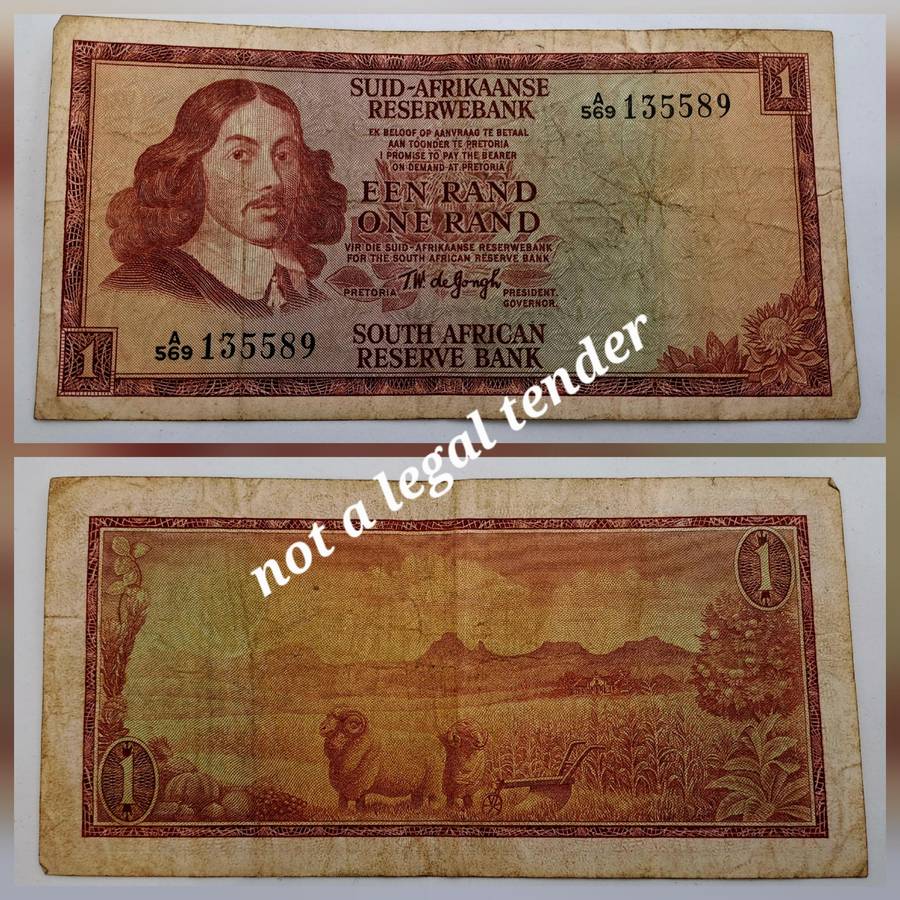 1
SUID-AFRIKAANSE
RESERWEBANK
A
569 135589
EK BELOOF OP AANVRAAG TE BETAAL
AAN TOONDER TE PRETORIA
I PROMISE TO PAY THE BEARER
ON DEMAND AT PRETORIA
EEN RAND
ONE RAND
VIR DIE SUID-AFRIKAANSE RESERWEBANK
FOR THE SOUTH AFRICAN RESERVE BANK
T.W. de Jongh
PRETORIA
PRESIDENT.
GOVERNOR.
1
A
569 135589
SOUTH AFRICAN
RESERVE BANK
not a legal tender
1
1